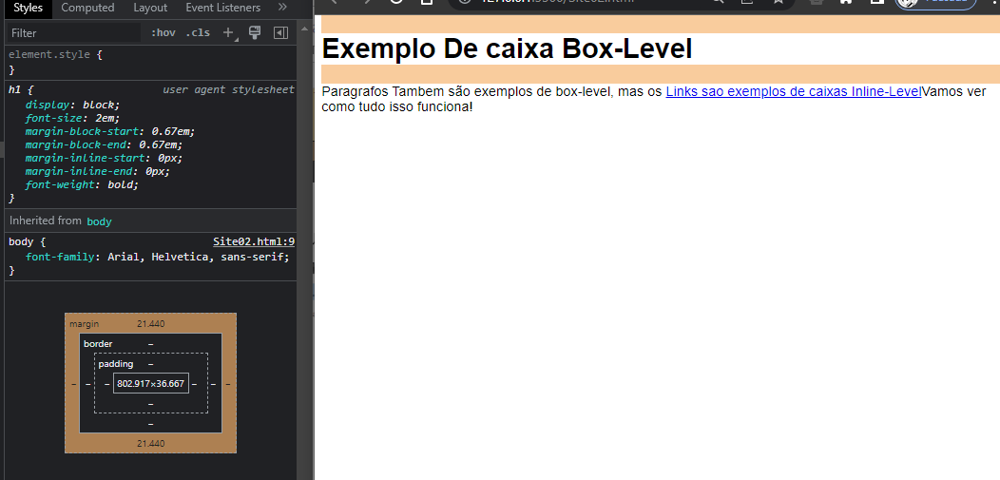 Styles Computed Layout Event Listeners »
Filter :hov .cls
element.style {
}
h1 { user agent stylesheet
display: block;
font-size: 2em;
margin-block-start: 0.67em;
margin-block-end: 0.67em;
margin-inline-start: 0px;
margin-inline-end: 0px;
font-weight: bold;
}
Inherited from body
body { Site02.html:9
font-family: Arial, Helvetica, sans-serif;
}
margin 21.440
border –
padding –
– – – 802.917×36.667 – – –
–
–
21.440
Exemplo De caixa Box-Level
Paragrafos Tambem são exemplos de box-level, mas os Links sao exemplos de caixas Inline-LevelVamos ver
como tudo isso funciona!